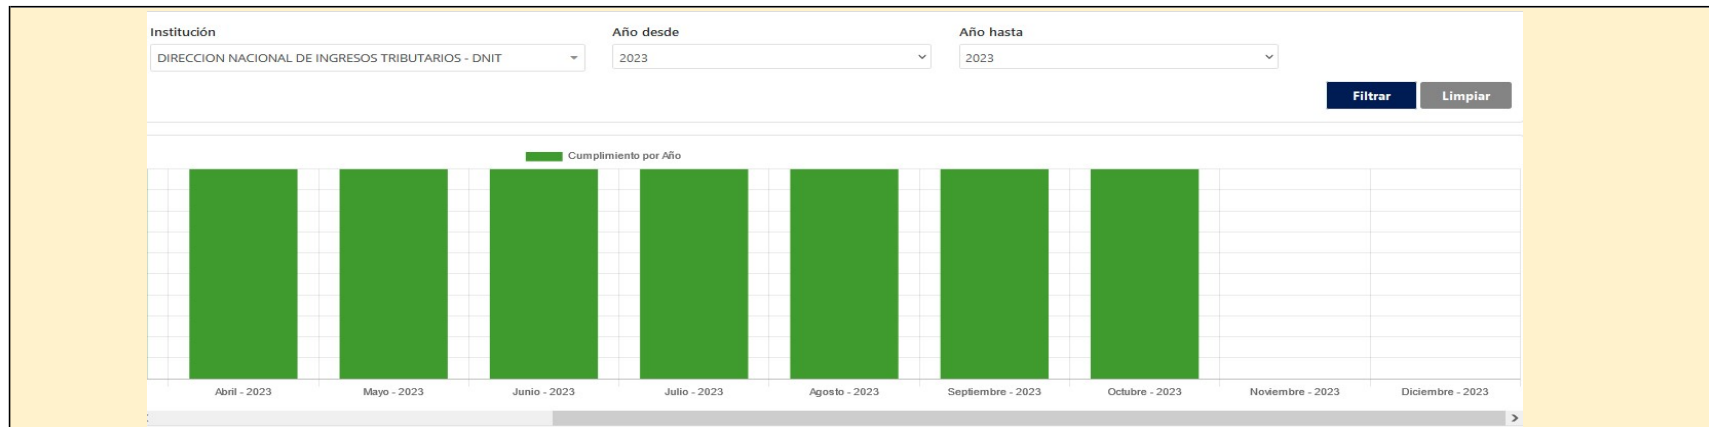 Institución Año desde Año hasta
DIRECCION NACIONAL DE INGRESOS TRIBUTARIOS - DNIT 2023 2023
Filtrar Limpiar
Cumplimiento por Año
Abril - 2023 Mayo - 2023 Junio - 2023 Julio - 2023 Agosto - 2023 Septiembre - 2023 Octubre - 2023 Noviembre - 2023 Diciembre - 2023